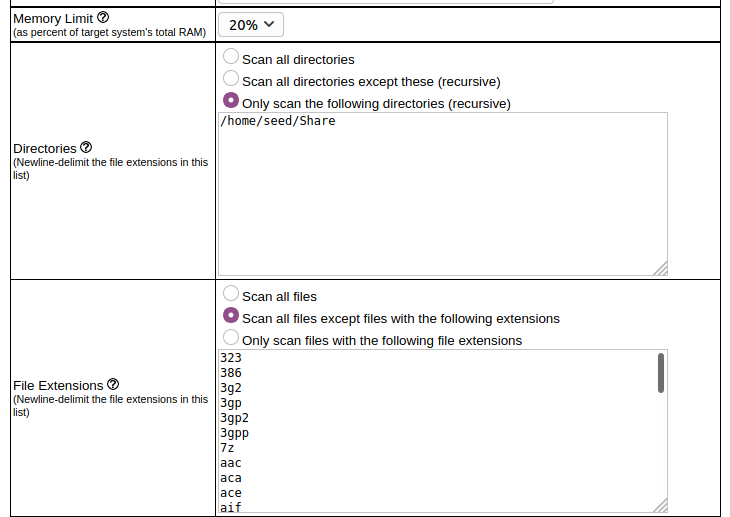 Memory Limit ?
(as percent of target system's total RAM)
20%
Scan all directories
Scan all directories except these (recursive)
Only scan the following directories (recursive)
Directories ?
(Newline-delimit the file extensions in this
list)
/home/seed/Share
Scan all files
Scan all files except files with the following extensions
Only scan files with the following file extensions
File Extensions ?
(Newline-delimit the file extensions in this
list)
323
386
3g2
3gp
3gp2
3gpp
7z
aac
aca
ace
aif